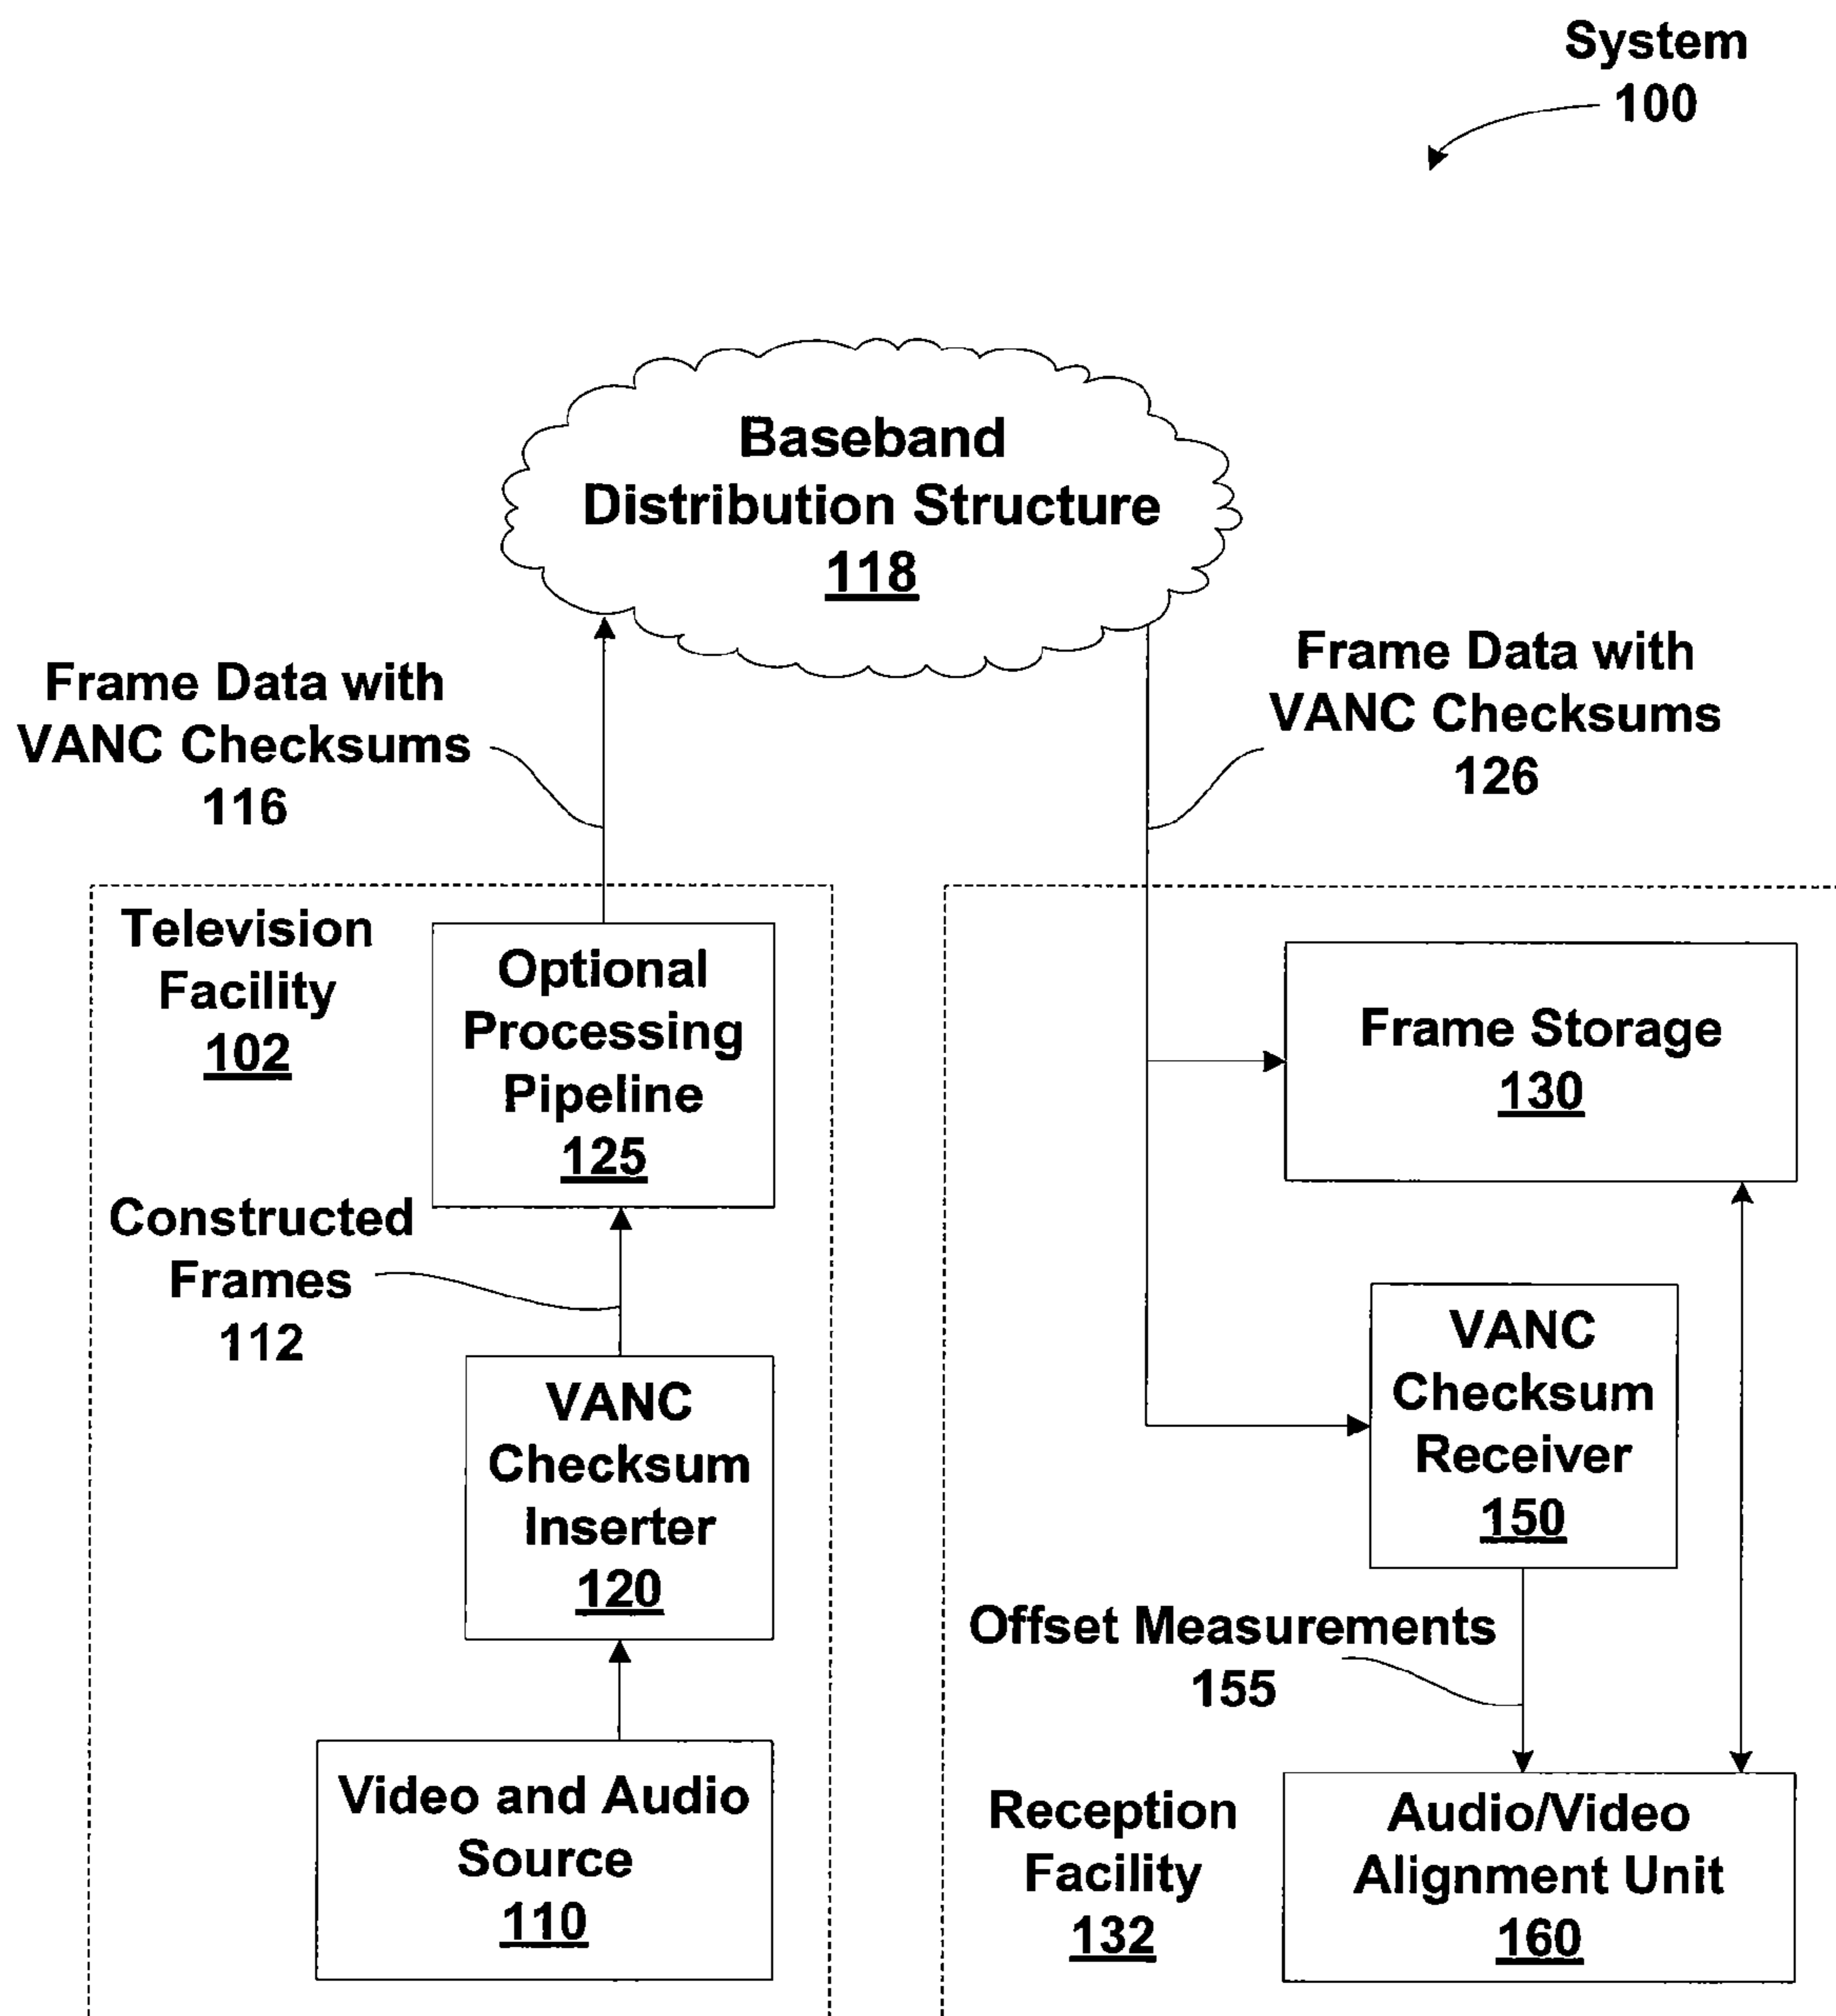 System
100
Baseband
Distribution Structure
118
Frame Data with
VANC Checksums
116
Frame Data with
VANC Checksums
126
Television
Facility
102
Optional
Processing
Pipeline
125
Constructed
Frames
112
VANC
Checksum
Inserter
120
Video and Audio
Source
110
Frame Storage
130
VANC
Checksum
Receiver
150
Offset Measurements
155
Reception
Facility
132
Audio/Video
Alignment Unit
160